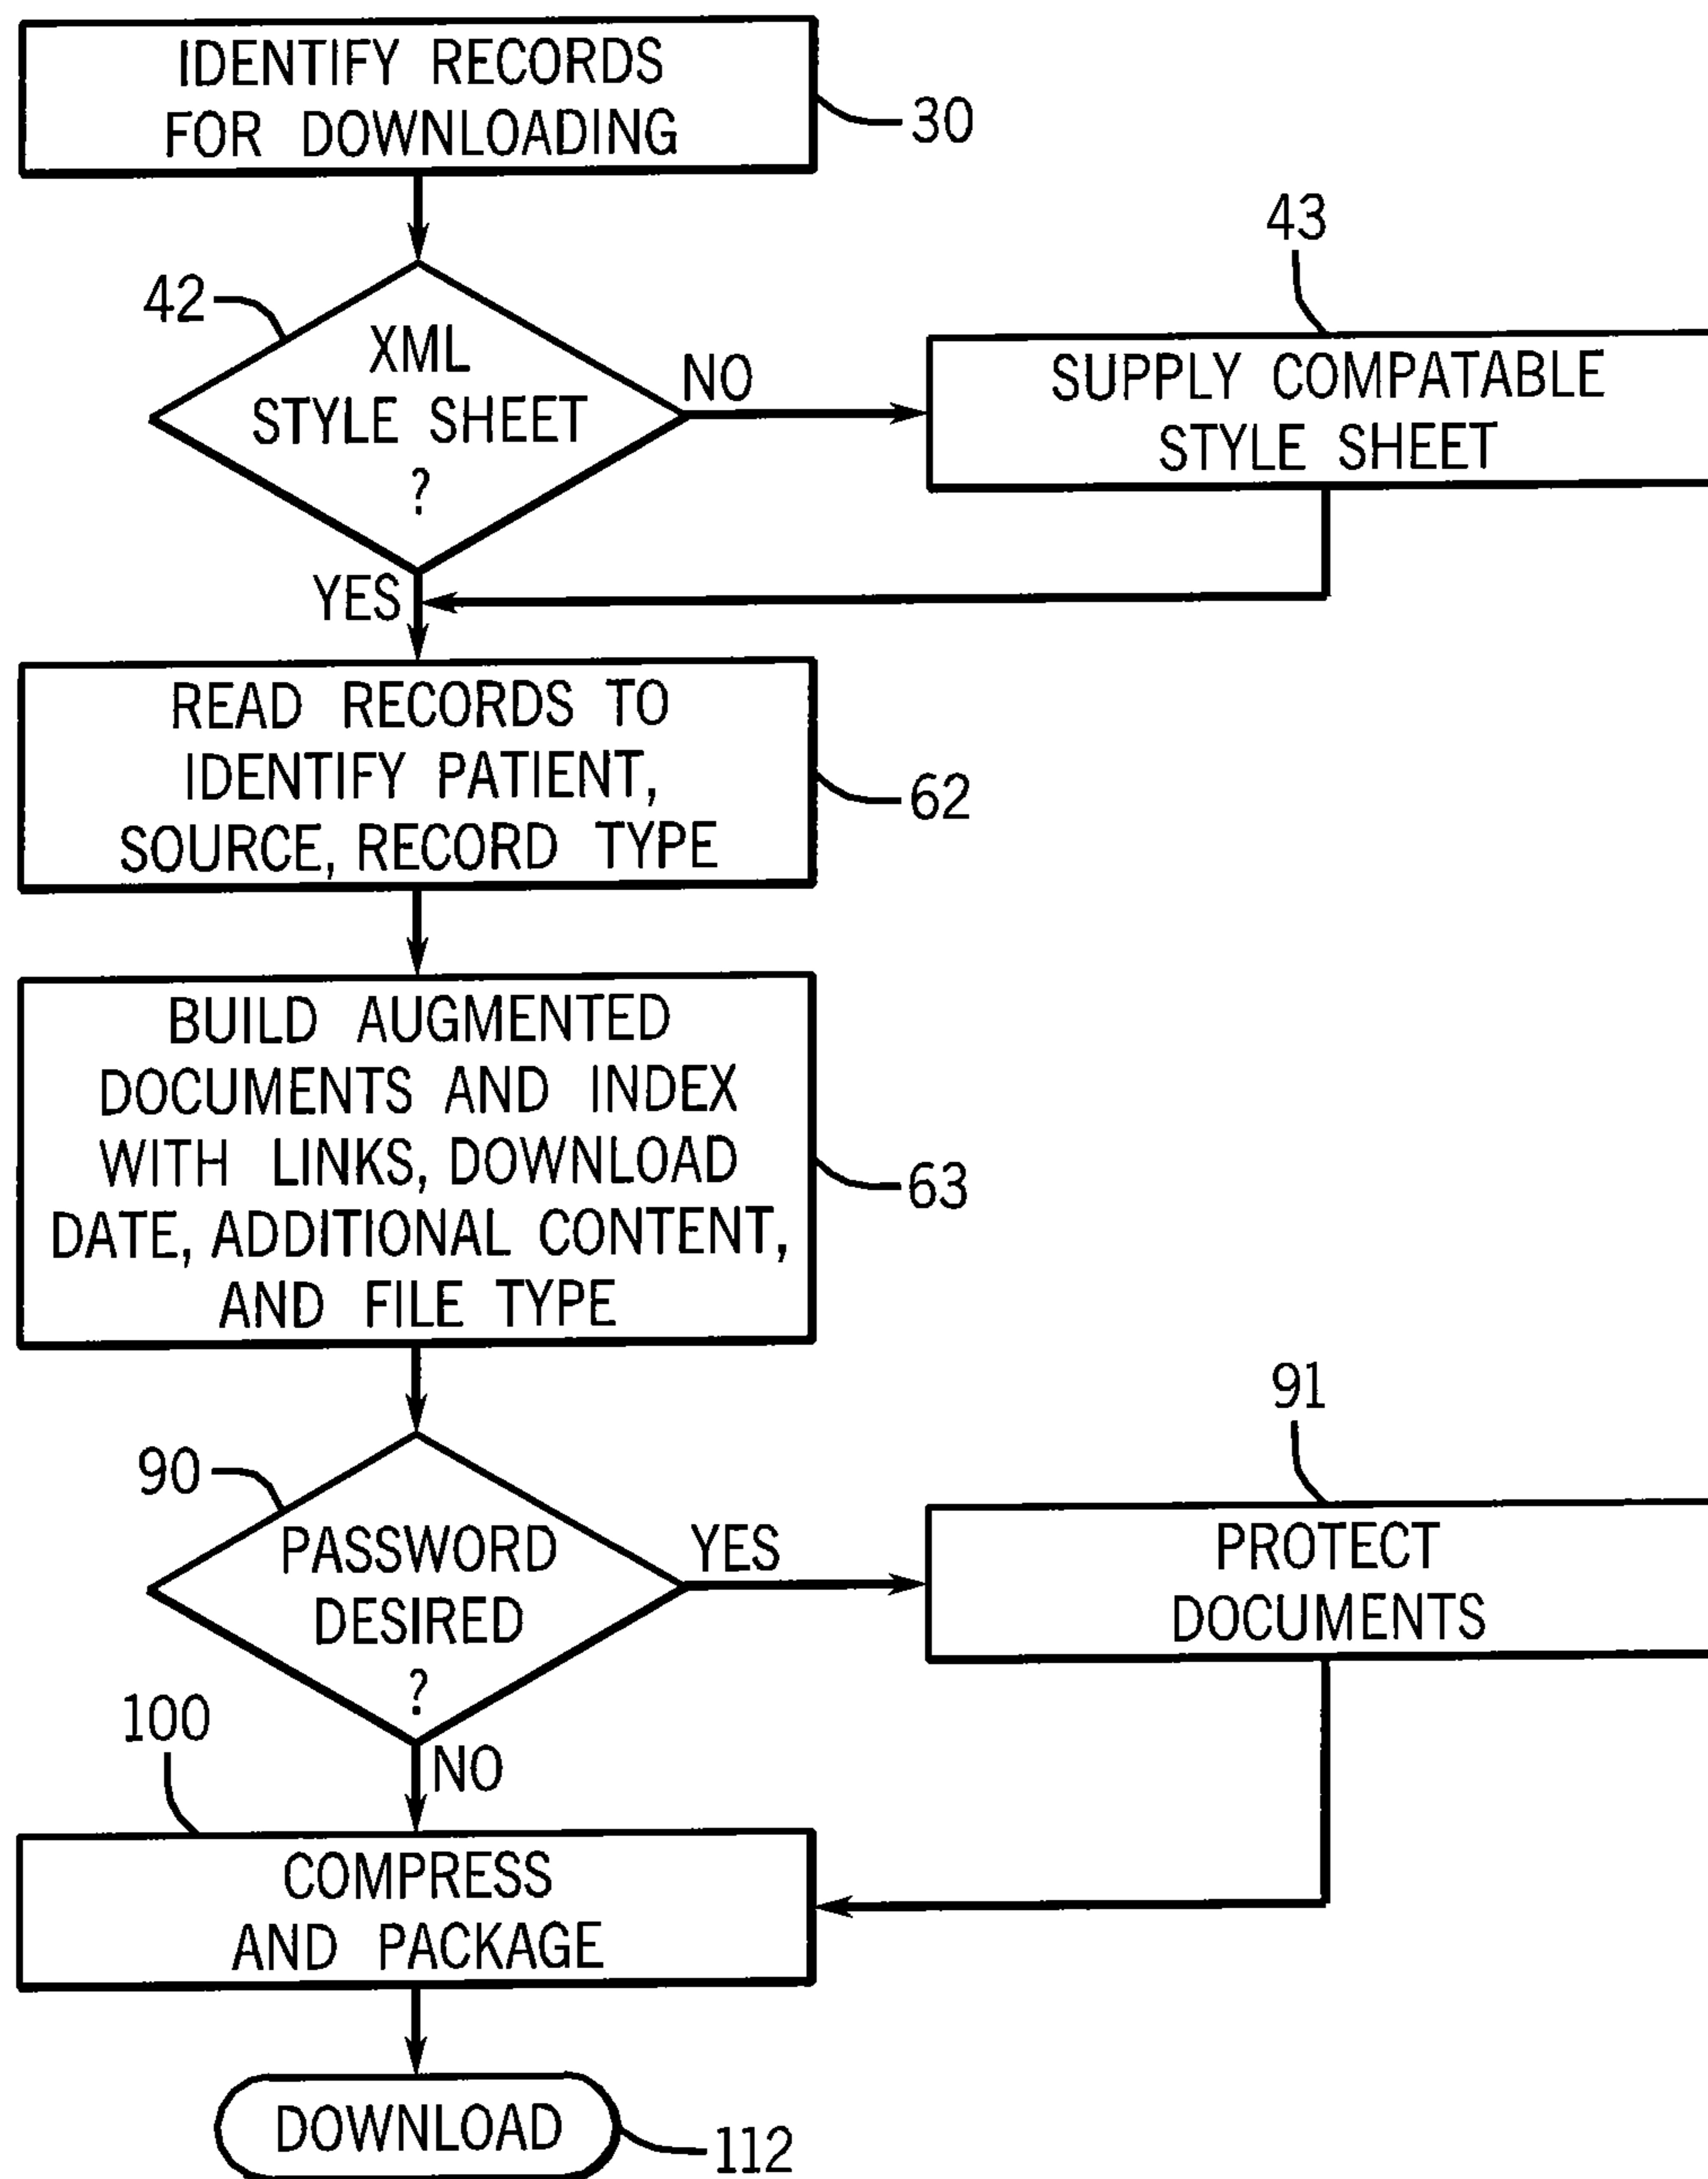 IDENTIFY RECORDS
FOR DOWNLOADING
30
42
XML
STYLE SHEET
?
NO
43
SUPPLY COMPATABLE
STYLE SHEET
YES
READ RECORDS TO
IDENTIFY PATIENT,
SOURCE, RECORD TYPE
62
BUILD AUGMENTED
DOCUMENTS AND INDEX
WITH LINKS, DOWNLOAD
DATE, ADDITIONAL CONTENT,
AND FILE TYPE
63
90
PASSWORD
DESIRED
?
YES
91
PROTECT
DOCUMENTS
NO
100
COMPRESS
AND PACKAGE
DOWNLOAD
112